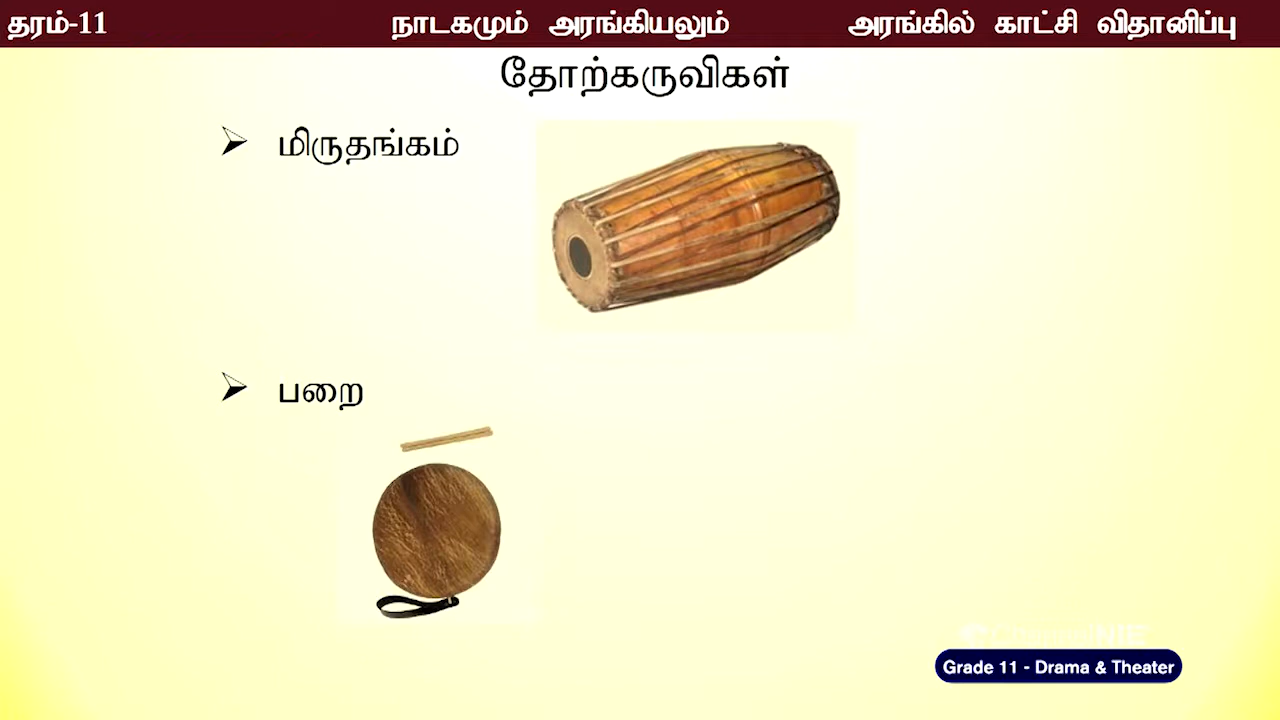 தரம்-11 நாடகமும் அரங்கியலும் அரங்கில் காட்சி விதானிப்பு
தோற்கருவிகள்
மிருதங்கம்
பறை
Grade 11 - Drama & Theater